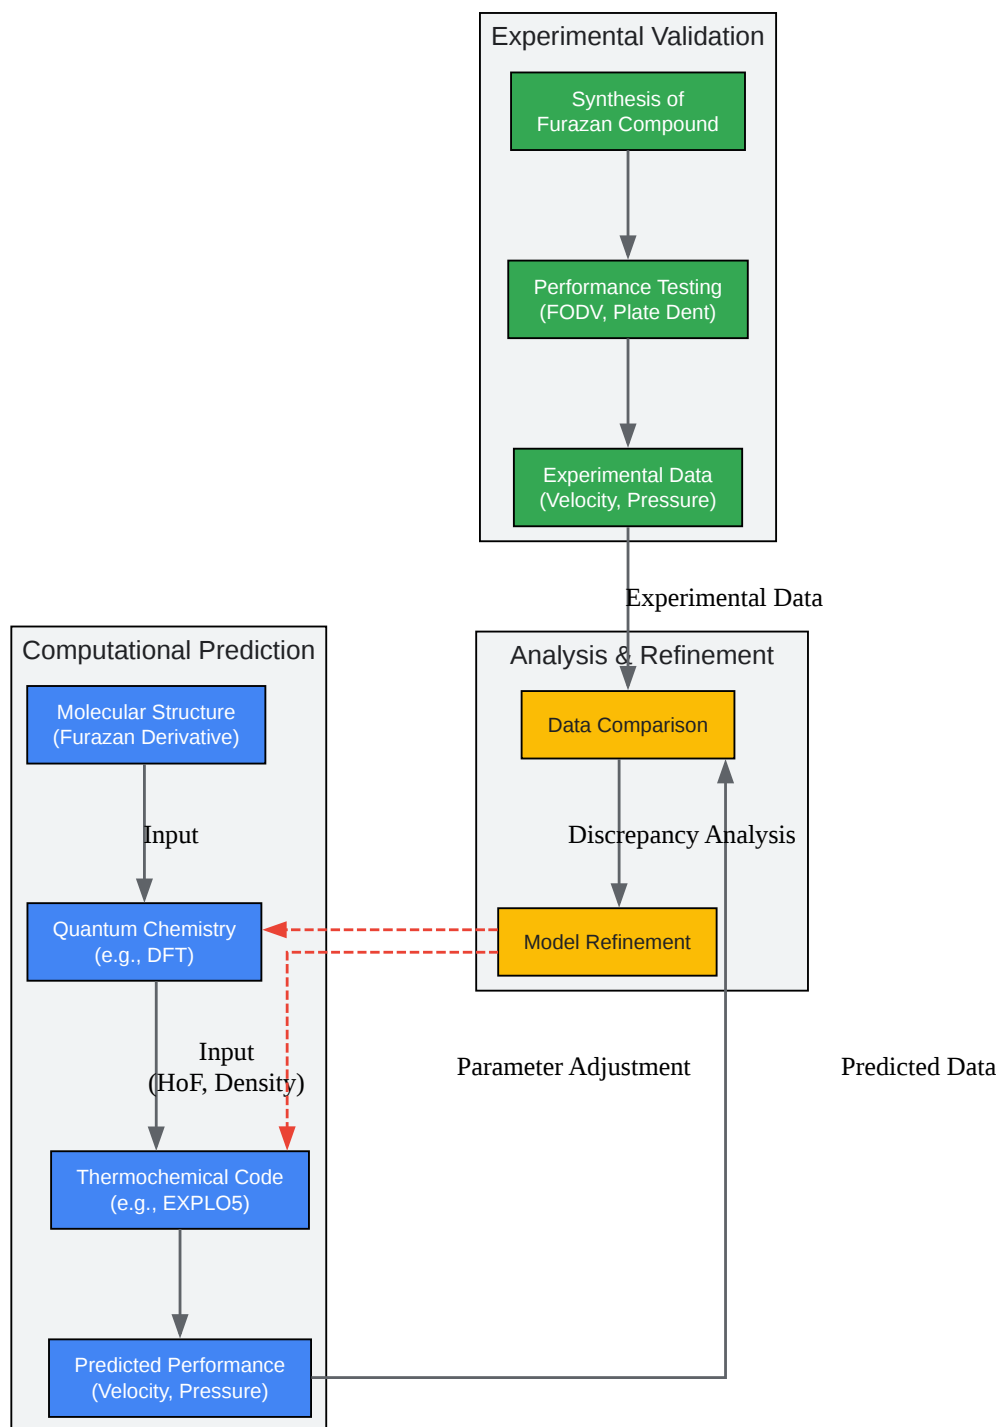 Experimental Validation
Synthesis of
Furazan Compound
Performance Testing
(FODV, Plate Dent)
Experimental Data
(Velocity, Pressure)
Experimental Data
Computational Prediction
Molecular Structure
(Furazan Derivative)
Input
Quantum Chemistry
(e.g., DFT)
Input
(HoF, Density)
Thermochemical Code
(e.g., EXPLO5)
Predicted Performance
(Velocity, Pressure)
Analysis & Refinement
Data Comparison
Discrepancy Analysis
Model Refinement
Parameter Adjustment
Predicted Data